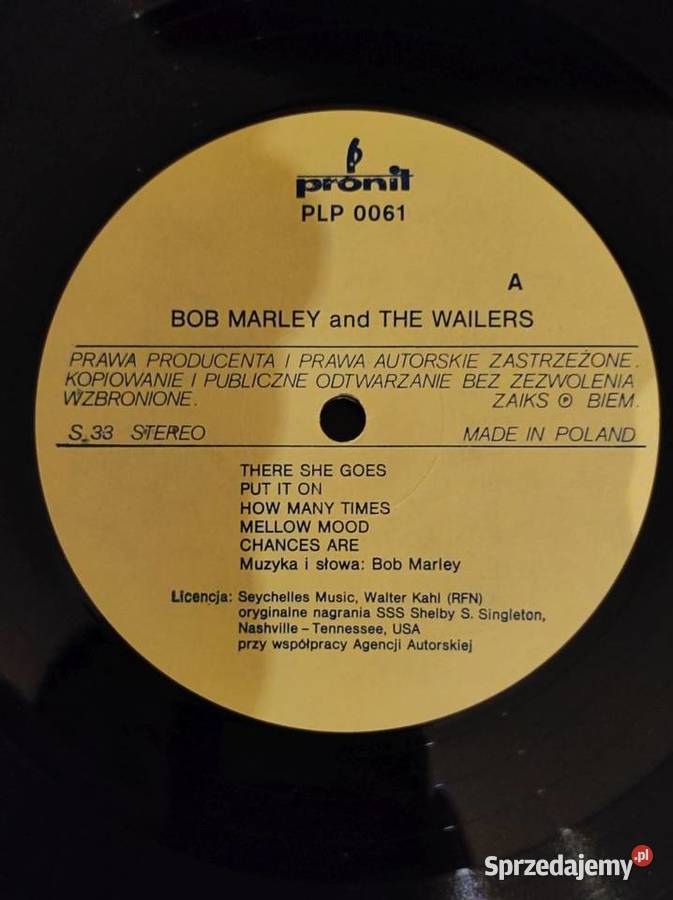 pronit
PLP 0061
A
BOB MARLEY and THE WAILERS
PRAWA PRODUCENTA I PRAWA AUTORSKIE ZASTRZEŻONE.
KOPIOWANIE I PUBLICZNE ODTWARZANIE BEZ ZEZWOLENIA
WZBRONIONE. ZAIKS Ⓟ BIEM.
S 33 STEREO MADE IN POLAND
THERE SHE GOES
PUT IT ON
HOW MANY TIMES
MELLOW MOOD
CHANCES ARE
Muzyka i słowa: Bob Marley
Licencja: Seychelles Music, Walter Kahl (RFN)
oryginalne nagrania SSS Shelby S. Singleton,
Nashville – Tennessee, USA
przy współpracy Agencji Autorskiej
Sprzedajemy.pl